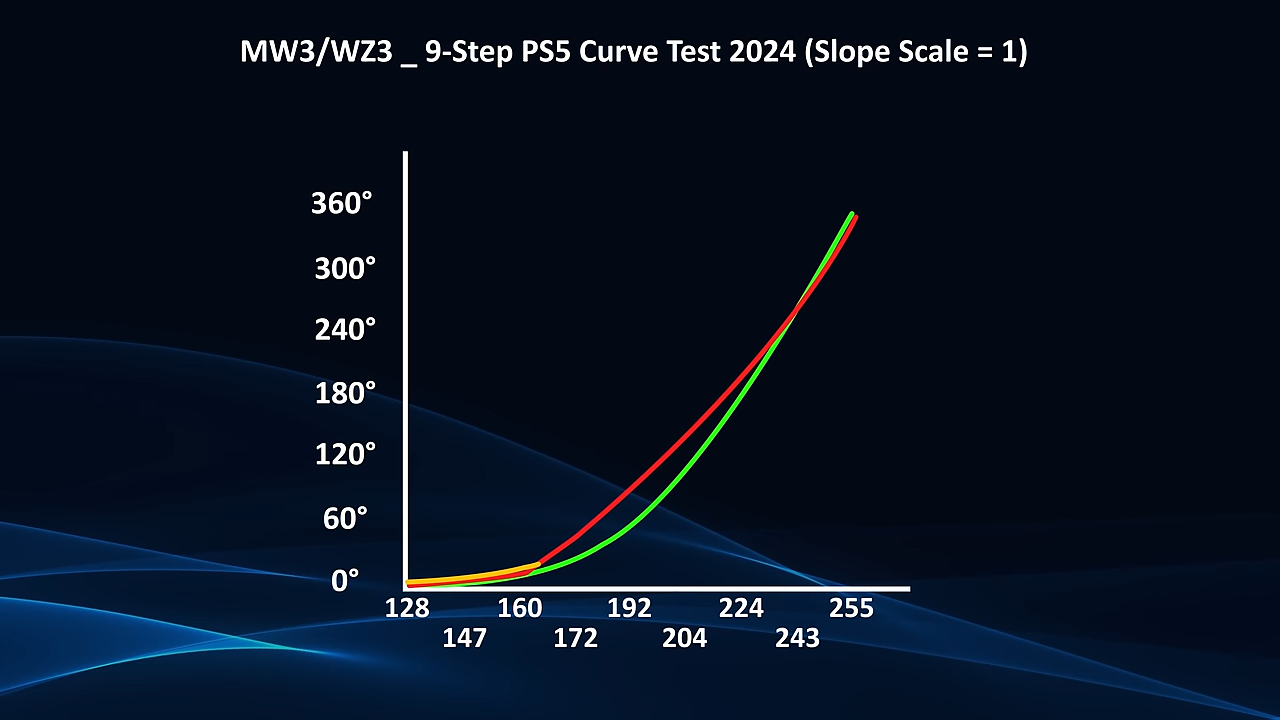 MW3/WZ3 _ 9-Step PS5 Curve Test 2024 (Slope Scale = 1)
360°
300°
240°
180°
120°
60°
0°
128 160 192 224 255
147 172 204 243